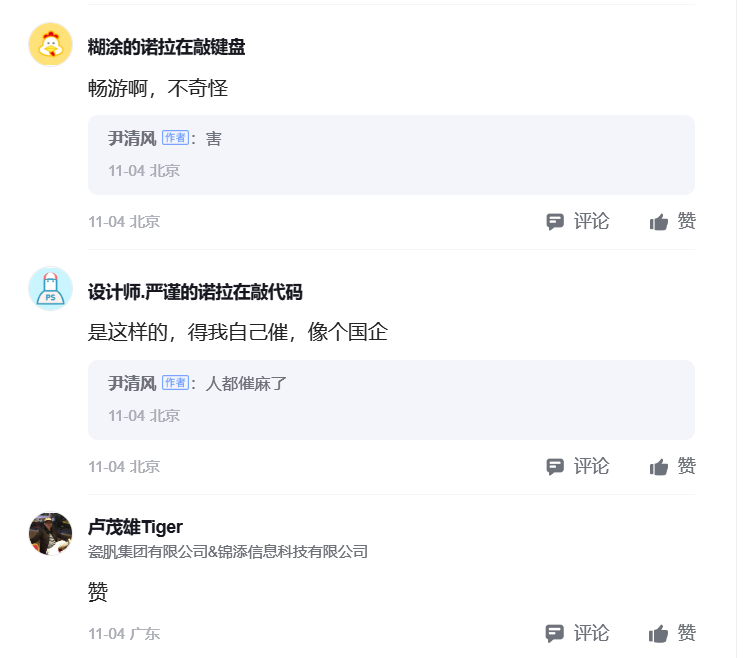 糊涂的诺拉在敲键盘
畅游啊，不奇怪
尹清风 作者：害
11-04 北京
11-04 北京 评论 赞
PS
设计师.严谨的诺拉在敲代码
是这样的，得我自己催，像个国企
尹清风 作者：人都催麻了
11-04 北京
11-04 北京 评论 赞
卢茂雄Tiger
瓷肌集团有限公司&锦添信息科技有限公司
赞
11-04 广东 评论 赞